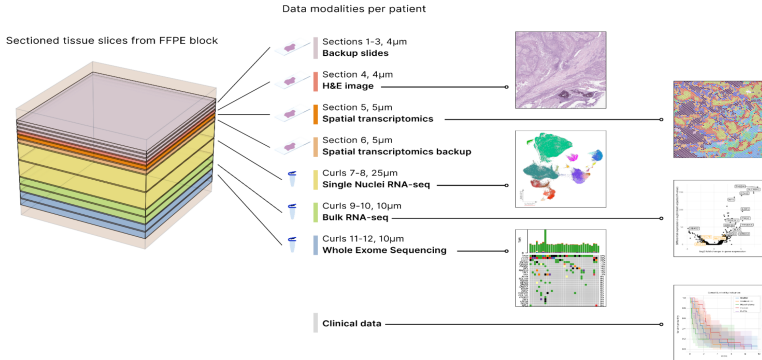 Data modalities per patient
Sectioned tissue slices from FFPE block
Sections 1-3, 4μm
Backup slides
Section 4, 4μm
H&E image
Section 5, 5μm
Spatial transcriptomics
Section 6, 5μm
Spatial transcriptomics backup
Curls 7-8, 25μm
Single Nuclei RNA-seq
Curls 9-10, 10μm
Bulk RNA-seq
Curls 11-12, 10μm
Whole Exome Sequencing
Clinical data